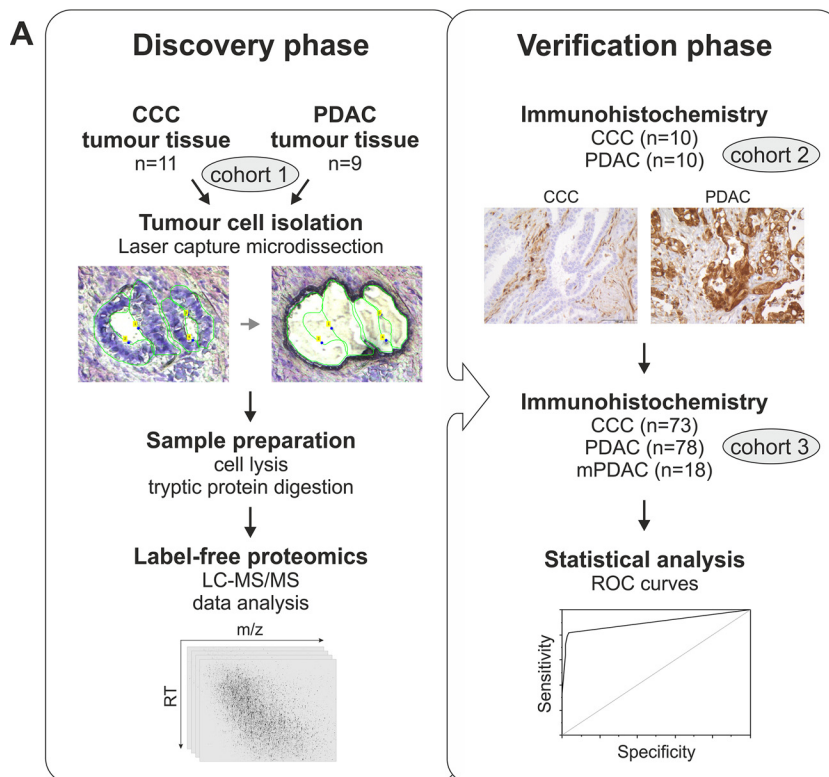 A
Discovery phase
CCC
tumour tissue
n=11
PDAC
tumour tissue
n=9
cohort 1
Tumour cell isolation
Laser capture microdissection
Sample preparation
cell lysis
tryptic protein digestion
Label-free proteomics
LC-MS/MS
data analysis
m/z
RT
Verification phase
Immunohistochemistry
CCC (n=10)
PDAC (n=10)
cohort 2
CCC
PDAC
Immunohistochemistry
CCC (n=73)
PDAC (n=78)
mPDAC (n=18)
cohort 3
Statistical analysis
ROC curves
Sensitivity
Specificity